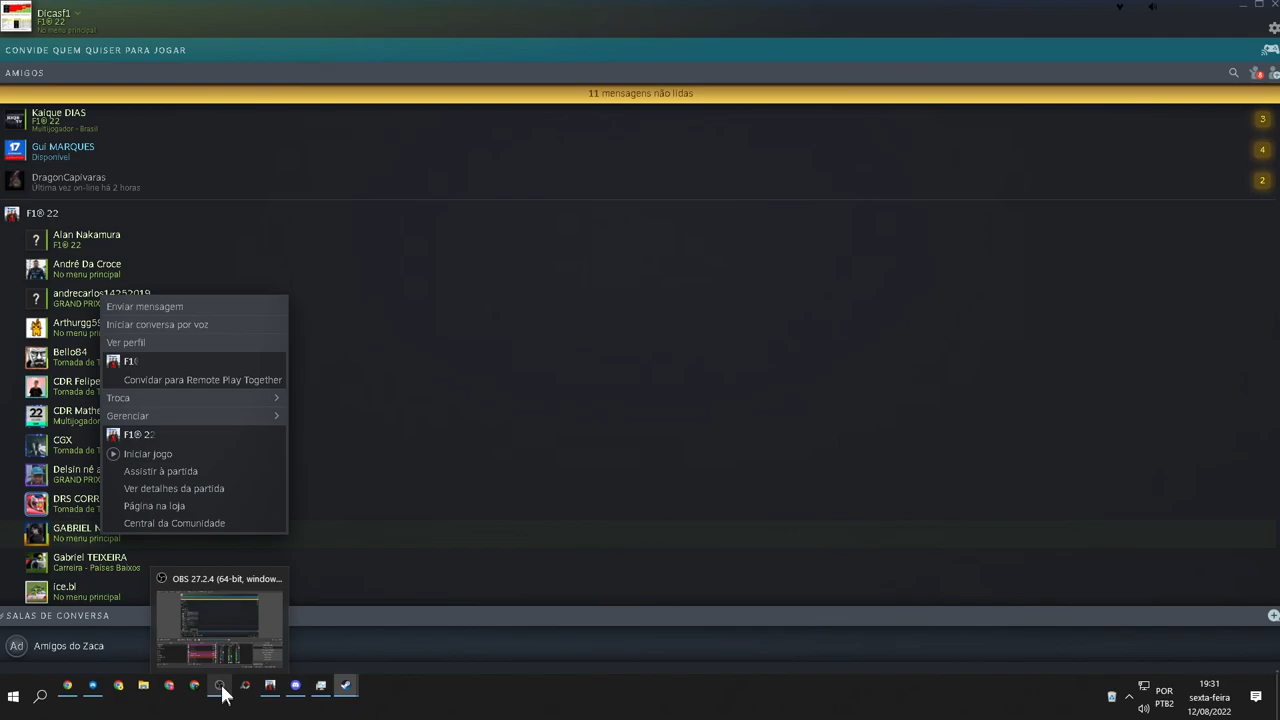 Dicasf1
F1® 22
No menu principal
CONVIDE QUEM QUISER PARA JOGAR
AMIGOS
11 mensagens não lidas
Kaique DIAS
F1® 22
Multijogador - Brasil
3
Gui MARQUES
Disponível
4
DragonCapivaras
Última vez on-line há 2 horas
2
F1® 22
Alan Nakamura
F1® 22
André Da Croce
No menu principal
andrecarlos14252019
GRAND PRIX
Arthurgg59
No menu
Bello84
Tomada de T
CDR Felipe
Tomada de T
CDR Mathe
Multijogador
CGX
Tomada de T
Delsin né a
GRAND PRIX
DRS CORR
Tomada de T
GABRIEL N
No menu principal
Gabriel TEIXEIRA
Carreira - Países Baixos
ice.bl
No menu principal
Enviar mensagem
Iniciar conversa por voz
Ver perfil
F1®
Convidar para Remote Play Together
Troca
Gerenciar
F1® 22
Iniciar jogo
Assistir à partida
Ver detalhes da partida
Página na loja
Central da Comunidade
OBS 27.2.4 (64-bit, window...
SALAS DE CONVERSA
Ad
Amigos do Zaca
POR
PTB2
19:31
sexta-feira
12/08/2022